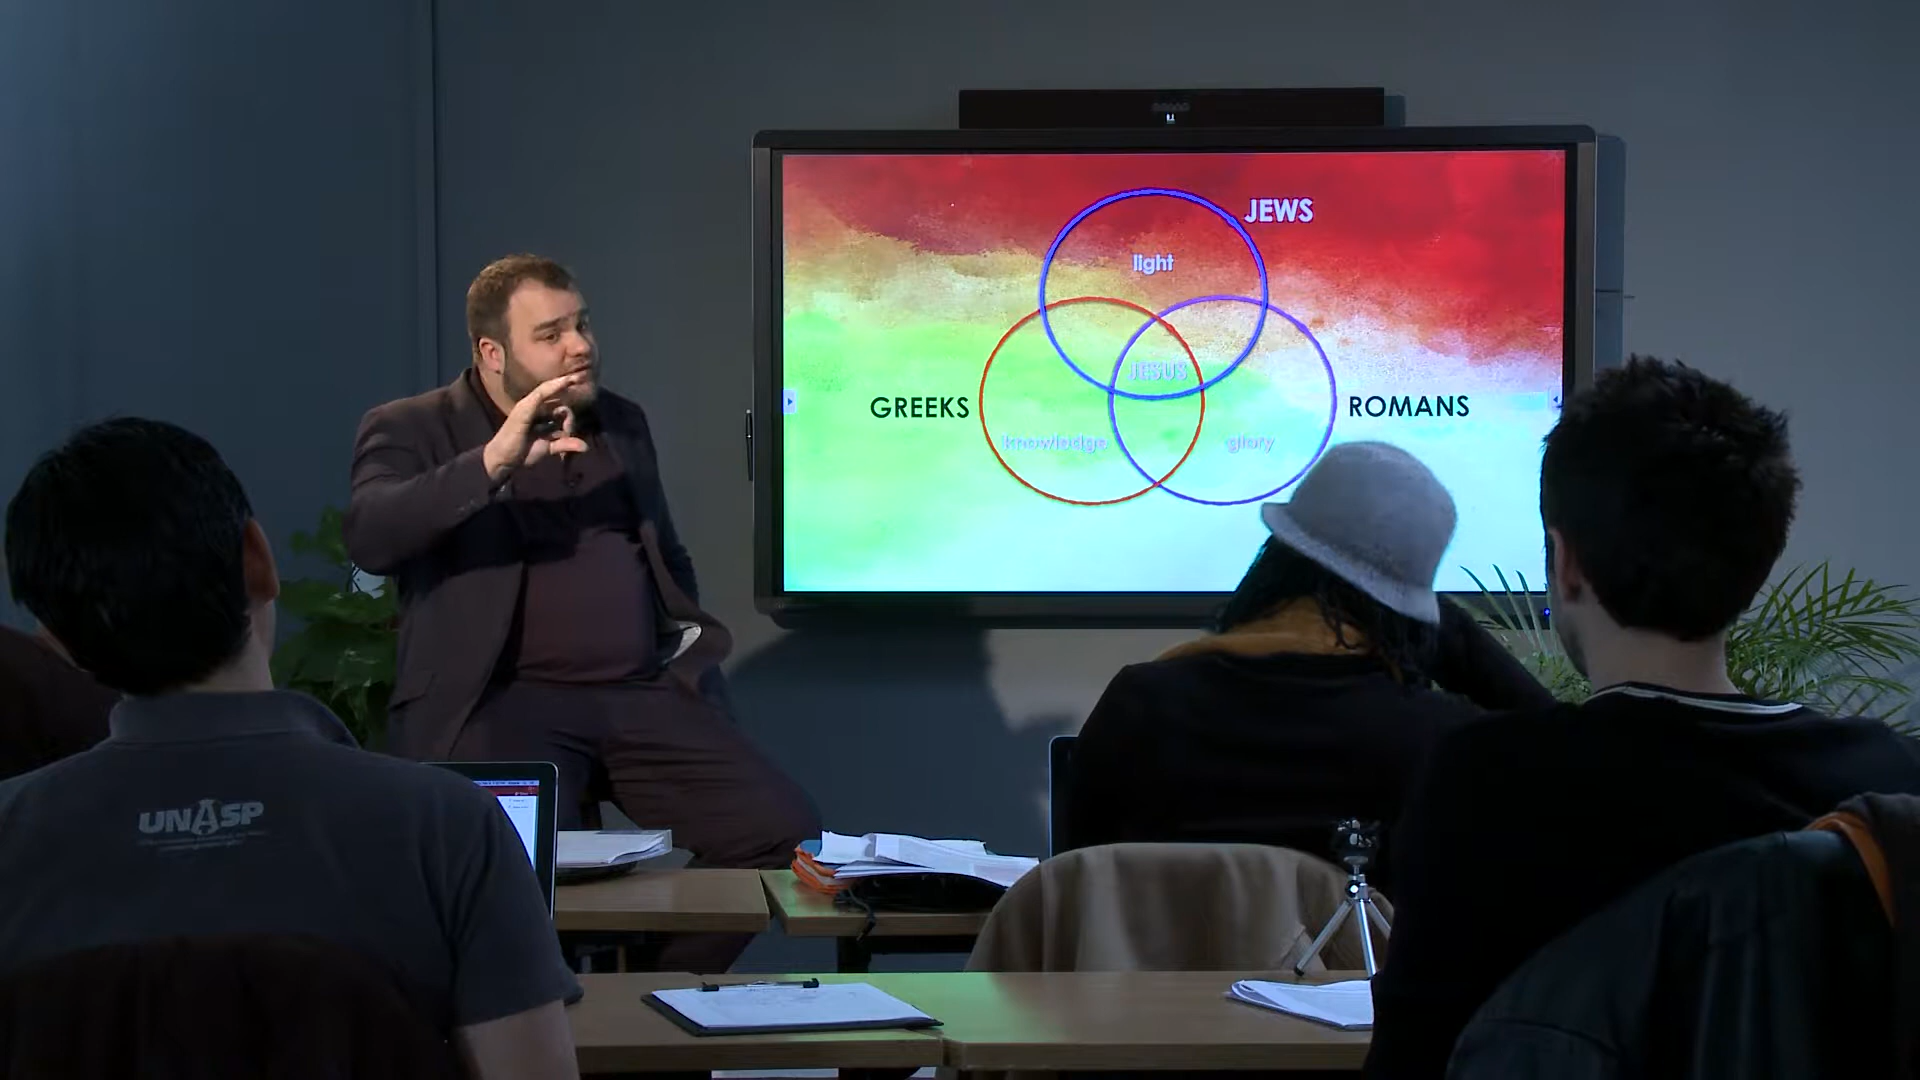 JEWS
light
JESUS
GREEKS
ROMANS
knowledge
glory
UNASP